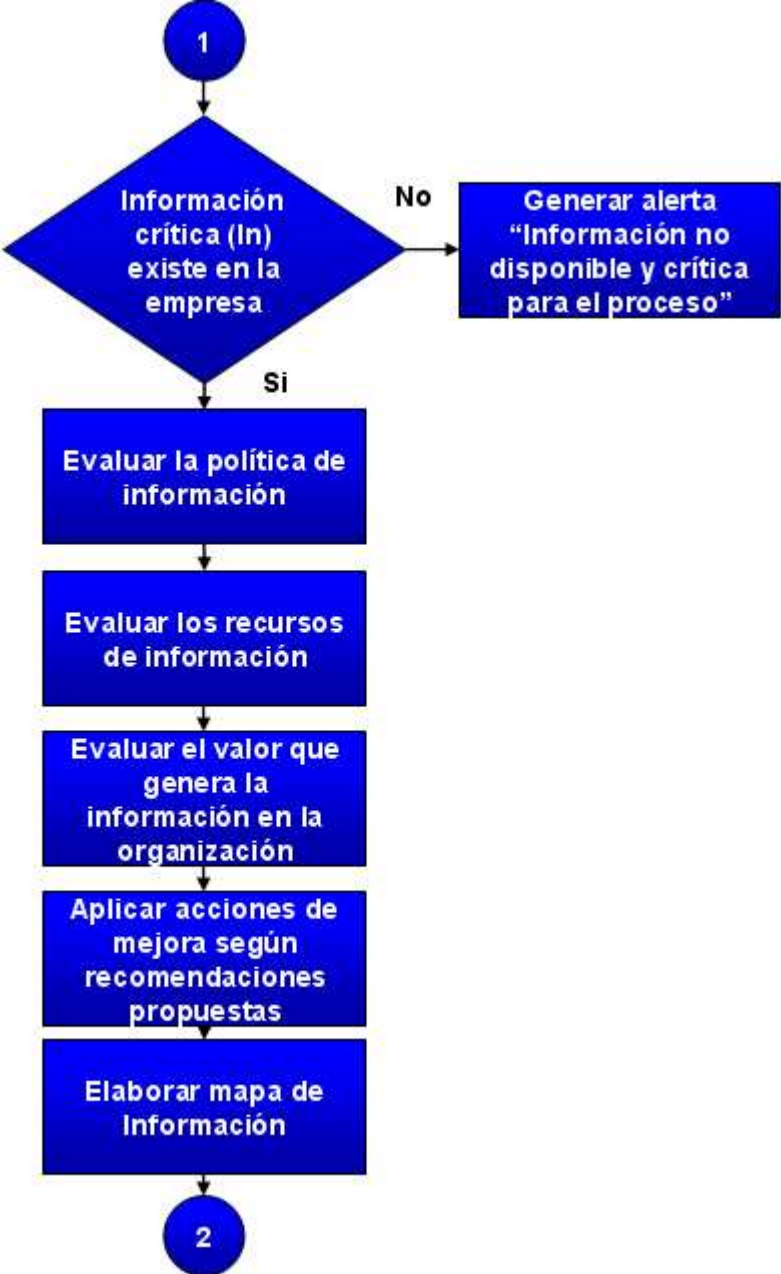 1
Información
crítica (In)
existe en la
empresa
No
Generar alerta
“Información no
disponible y crítica
para el proceso”
Si
Evaluar la política de
información
Evaluar los recursos
de información
Evaluar el valor que
genera la
información en la
organización
Aplicar acciones de
mejora según
recomendaciones
propuestas
Elaborar mapa de
Información
2